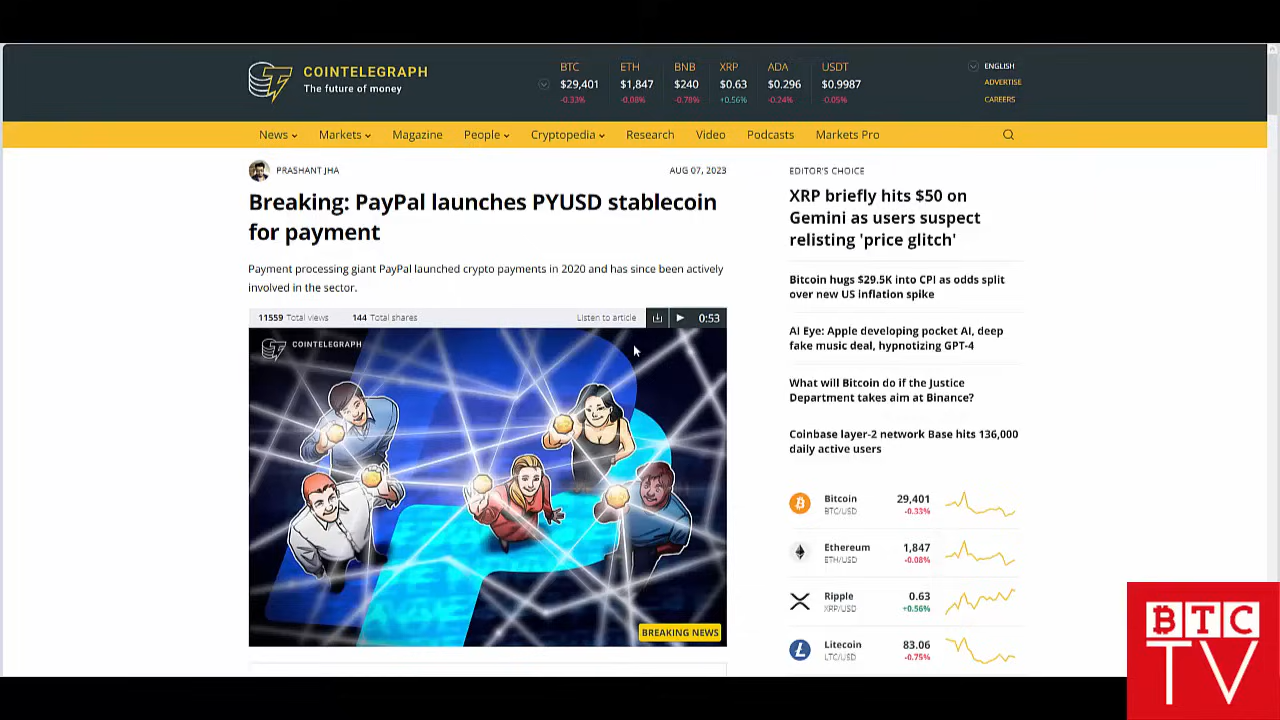 COINTELEGRAPH
The future of money
BTC ETH BNB XRP ADA USDT
$29,401 $1,847 $240 $0.63 $0.296 $0.9987
-0.33% -0.08% -0.78% +0.56% -0.24% -0.05%
ENGLISH
ADVERTISE
CAREERS
News Markets Magazine People Cryptopedia Research Video Podcasts Markets Pro
PRASHANT JHA
AUG 07, 2023
Breaking: PayPal launches PYUSD stablecoin
for payment
Payment processing giant PayPal launched crypto payments in 2020 and has since been actively
involved in the sector.
11559 Total views 144 Total shares Listen to article 0:53
COINTELEGRAPH
BREAKING NEWS
EDITOR'S CHOICE
XRP briefly hits $50 on
Gemini as users suspect
relisting 'price glitch'
Bitcoin hugs $29.5K into CPI as odds split
over new US inflation spike
AI Eye: Apple developing pocket AI, deep
fake music deal, hypnotizing GPT-4
What will Bitcoin do if the Justice
Department takes aim at Binance?
Coinbase layer-2 network Base hits 136,000
daily active users
Bitcoin 29,401
BTC/USD -0.33%
Ethereum 1,847
ETH/USD -0.08%
Ripple 0.63
XRP/USD +0.56%
Litecoin 83.06
LTC/USD -0.75%
BTC
TV